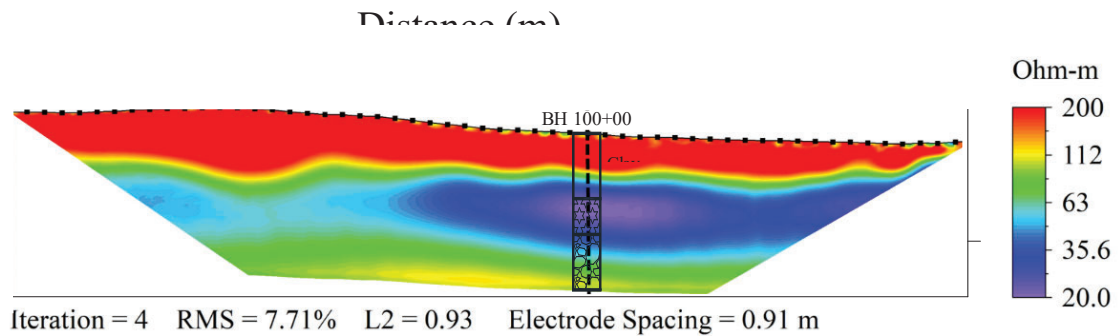 Distance (m)
Ohm-m
BH 100+00
200
112
63
35.6
20.0
Iteration = 4 RMS = 7.71% L2 = 0.93 Electrode Spacing = 0.91 m